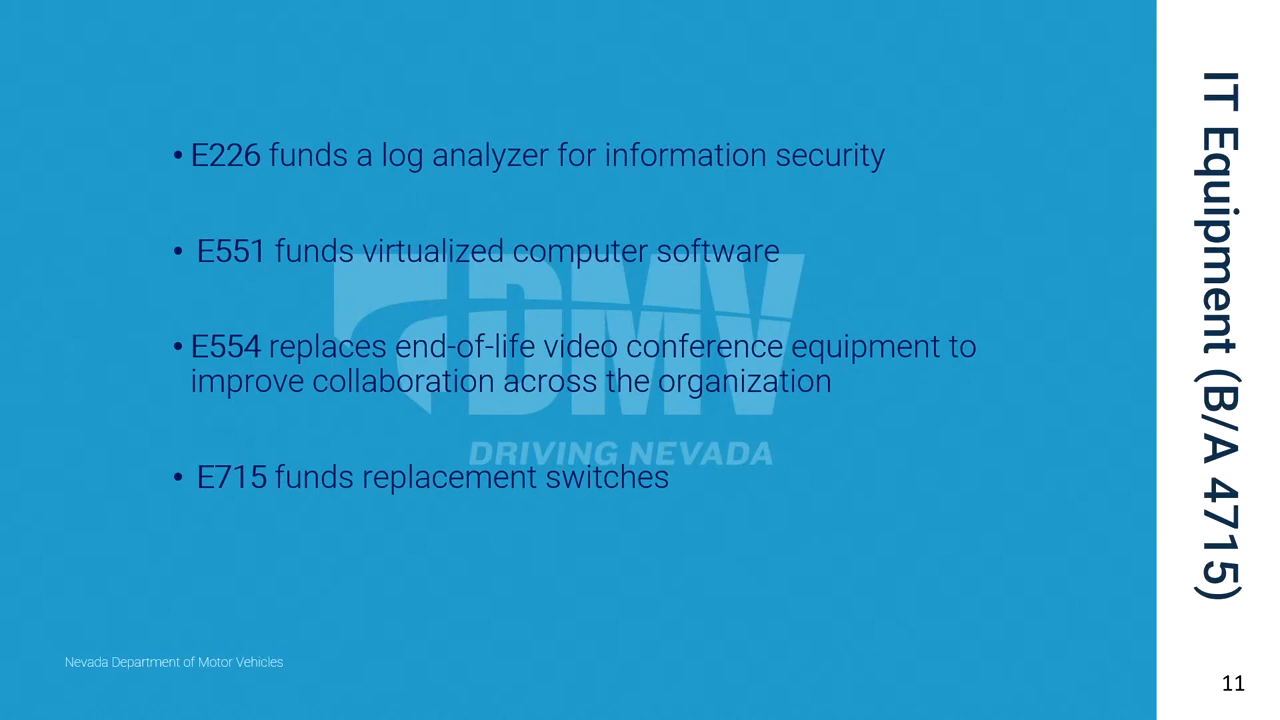 IT Equipment (B/A 4715)
• E226 funds a log analyzer for information security
• E551 funds virtualized computer software
• E554 replaces end-of-life video conference equipment to
improve collaboration across the organization
• E715 funds replacement switches
DMV
DRIVING NEVADA
Nevada Department of Motor Vehicles
11